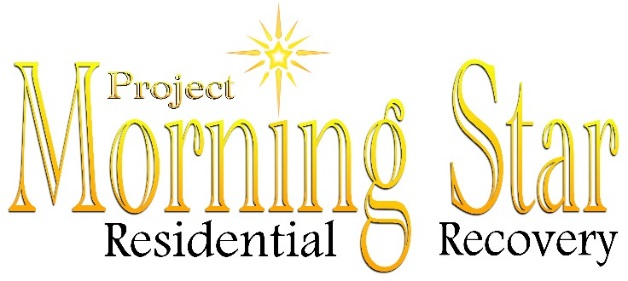 Project
Morning Star
Residential Recovery